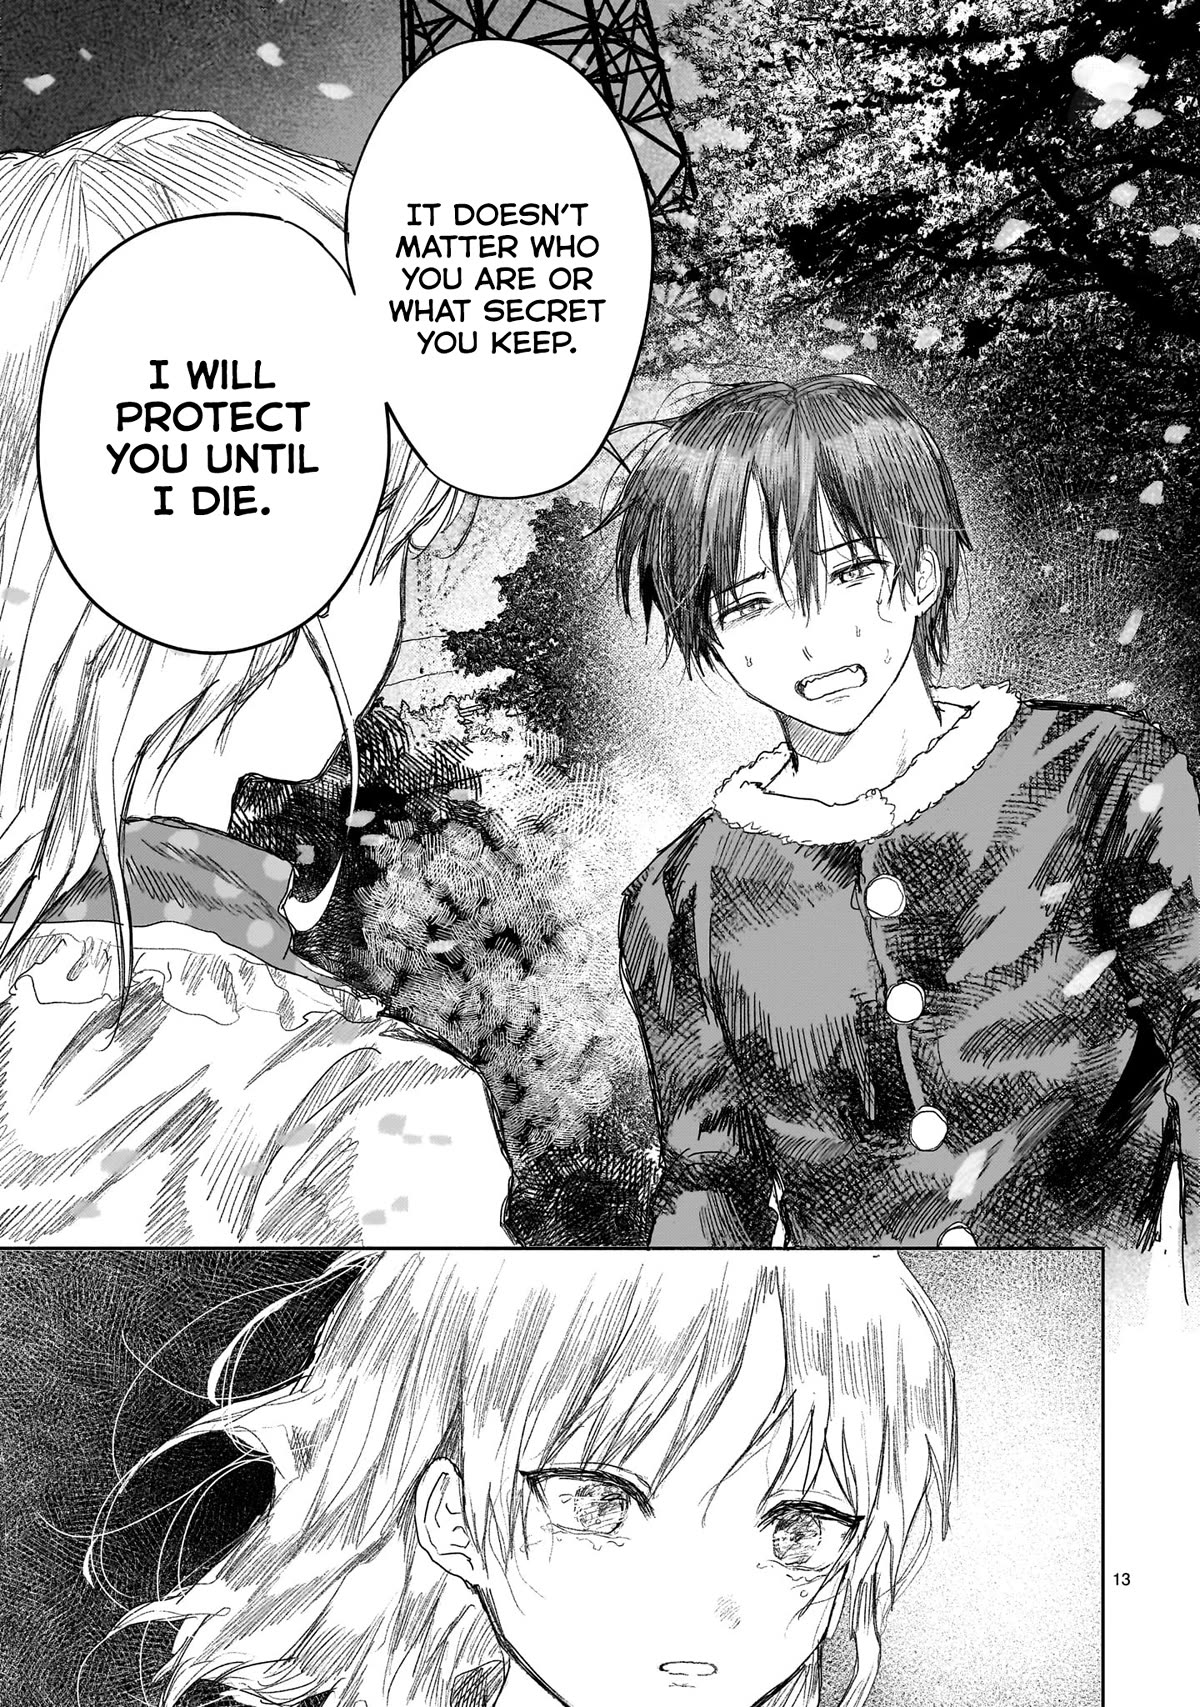 IT DOESN'T
MATTER WHO
YOU ARE OR
WHAT SECRET
YOU KEEP.
I WILL
PROTECT
YOU UNTIL
I DIE.
13